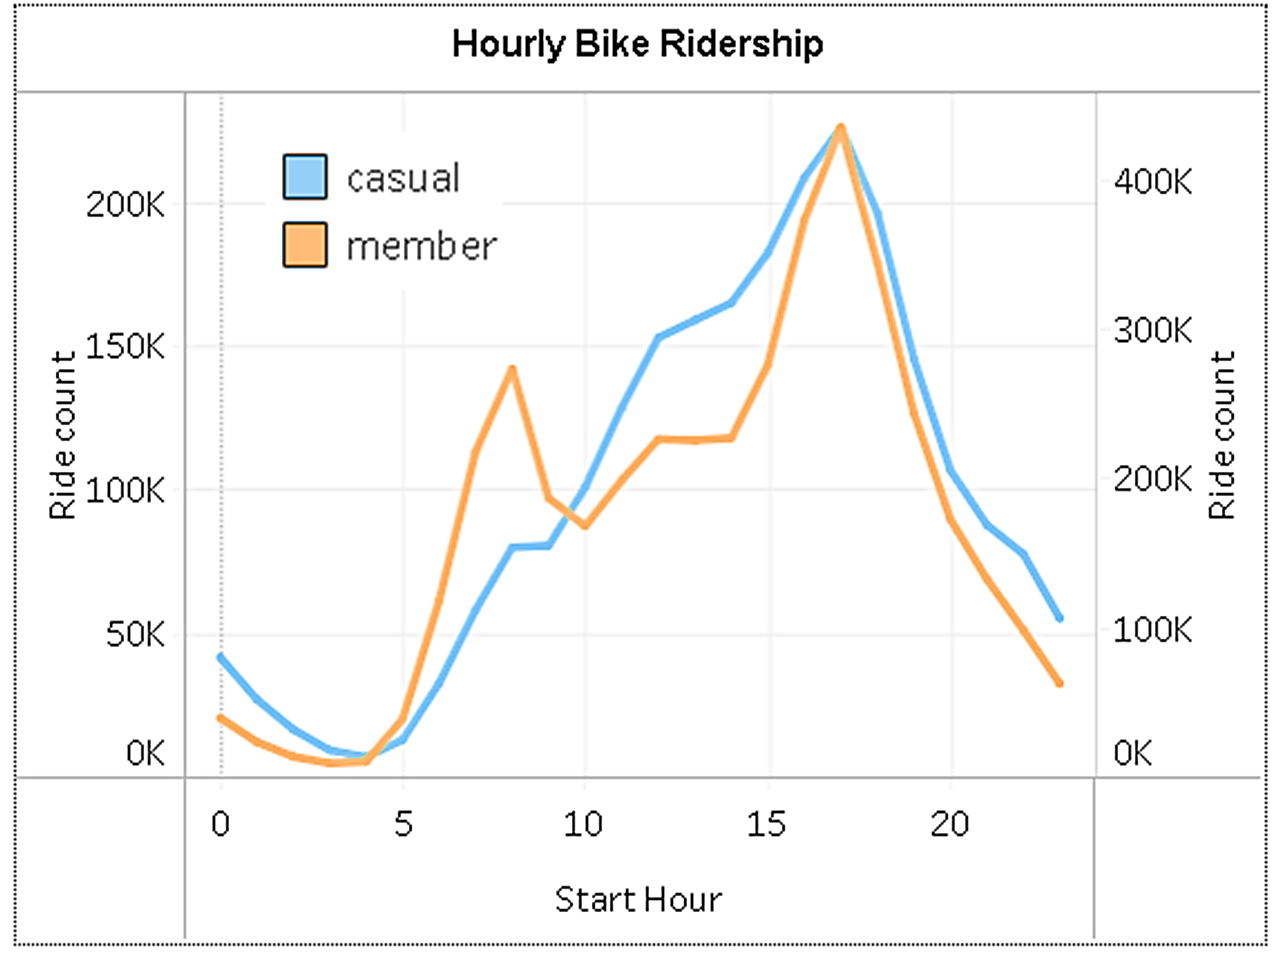 Hourly Bike Ridership
casual
member
Ride count
200K
150K
100K
50K
0K
400K
300K
200K
100K
0K
Ride count
0 5 10 15 20
Start Hour